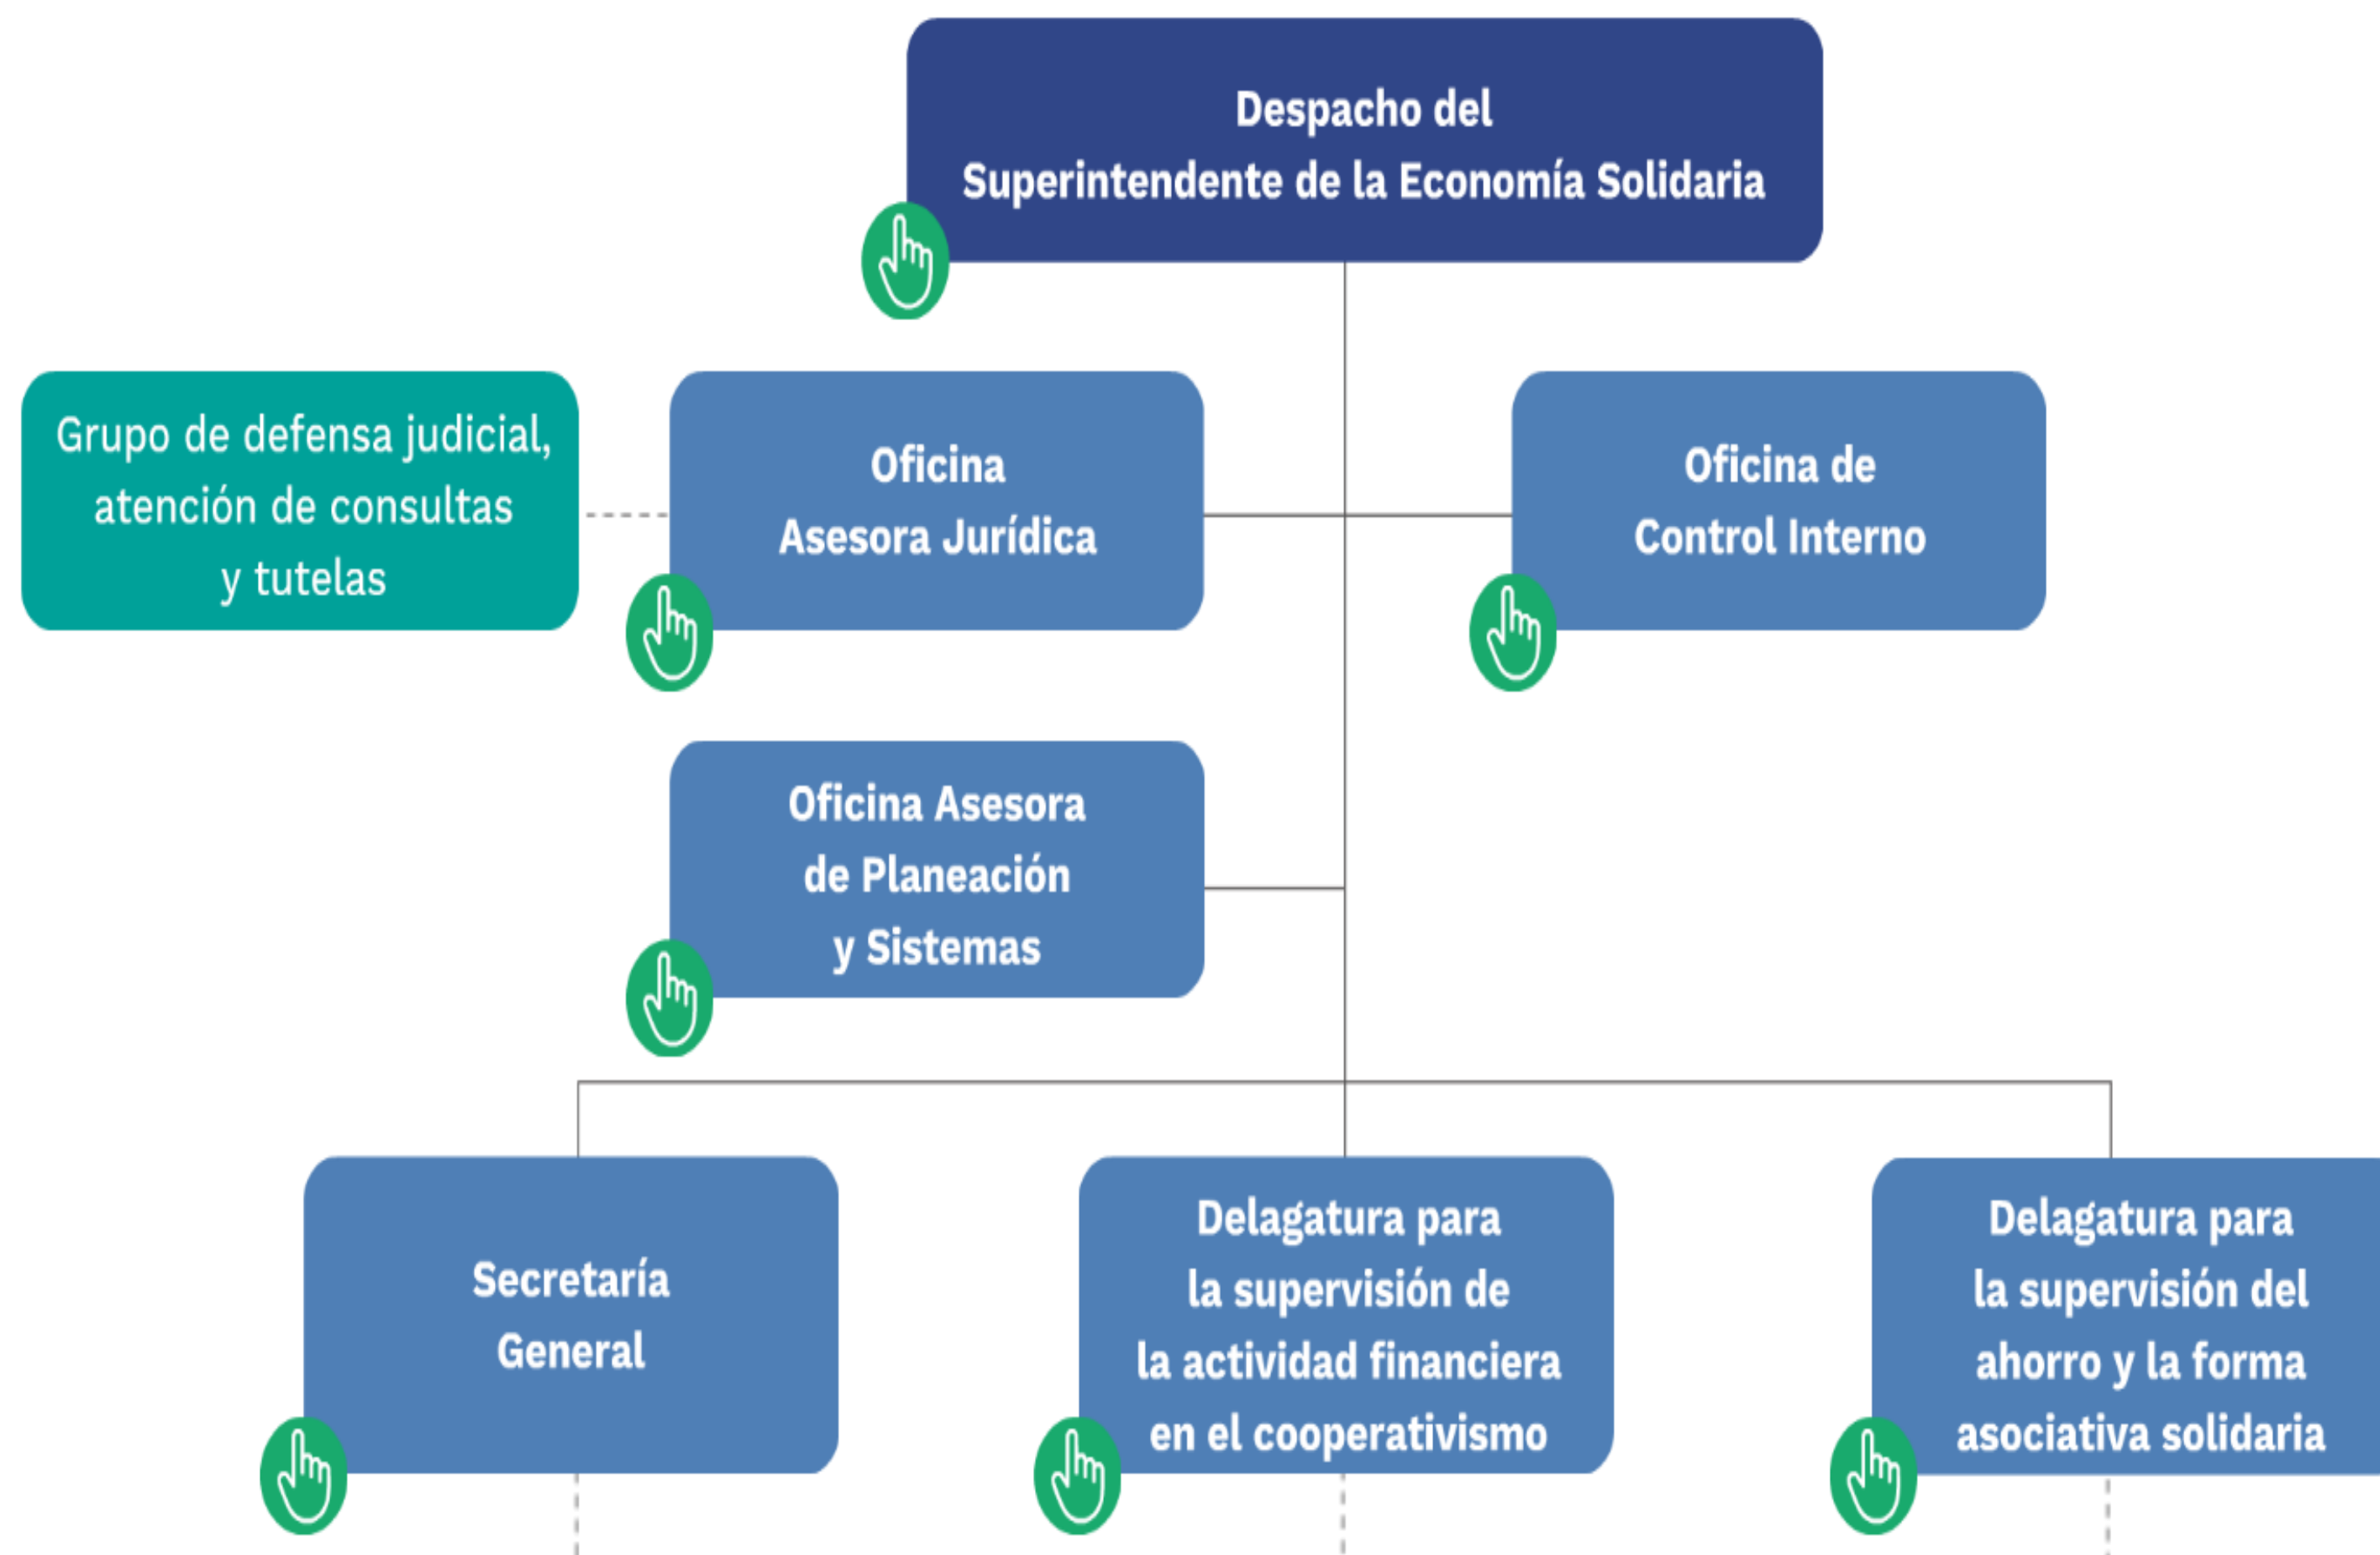 Despacho del
Superintendente de la Economía Solidaria
Grupo de defensa judicial,
atención de consultas
y tutelas
Oficina
Asesora Jurídica
Oficina de
Control Interno
Oficina Asesora
de Planeación
y Sistemas
Secretaría
General
Delagatura para
la supervisión de
la actividad financiera
en el cooperativismo
Delagatura para
la supervisión del
ahorro y la forma
asociativa solidaria